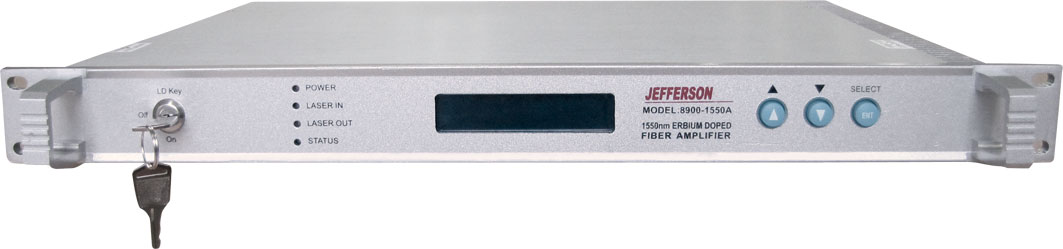 LD Key
Off
On
POWER
LASER IN
LASER OUT
STATUS
JEFFERSON
MODEL:8900-1550A
1550nm ERBIUM DOPED
FIBER AMPLIFIER
SELECT
ENT